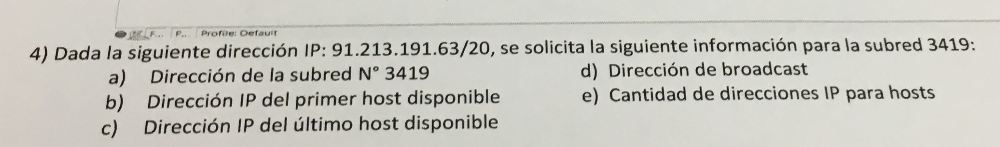 F... P... Profile: Default
4) Dada la siguiente dirección IP: 91.213.191.63/20, se solicita la siguiente información para la subred 3419:
a) Dirección de la subred N° 3419
b) Dirección IP del primer host disponible
c) Dirección IP del último host disponible
d) Dirección de broadcast
e) Cantidad de direcciones IP para hosts